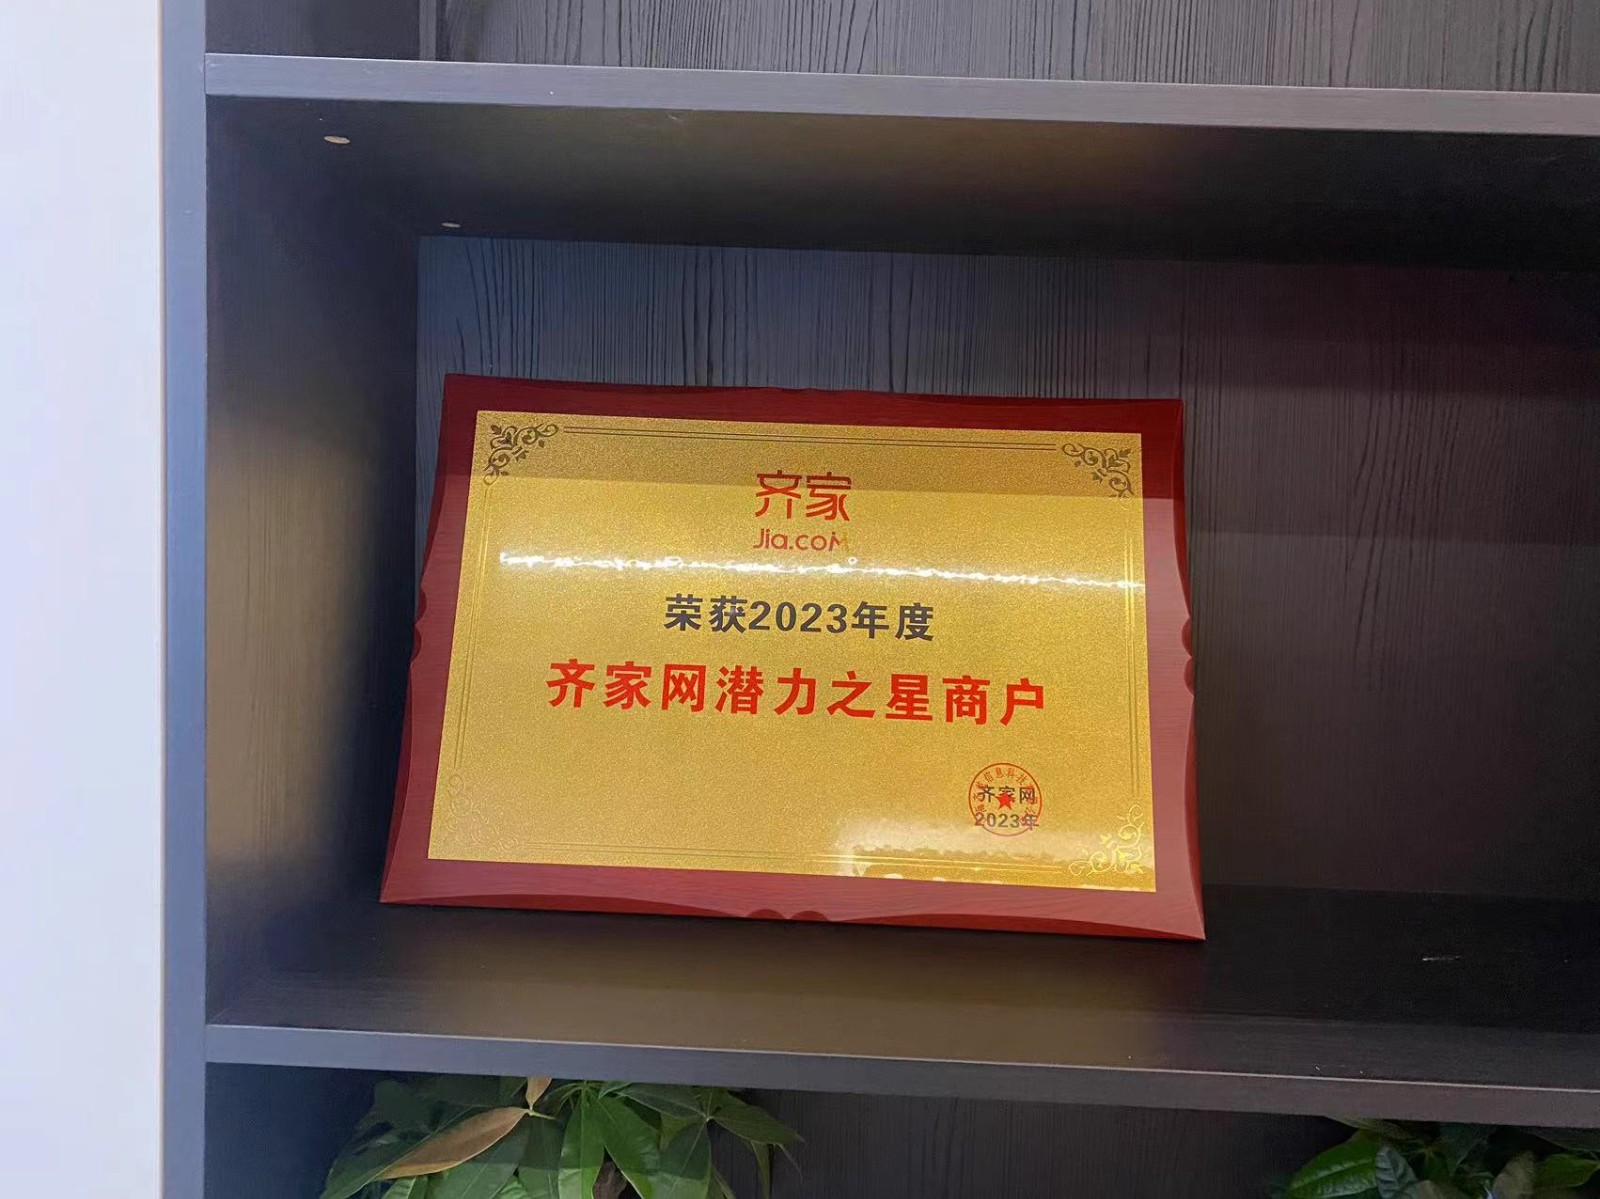 齐家
Jia.com
荣获2023年度
齐家网潜力之星商户
齐家网
2023年